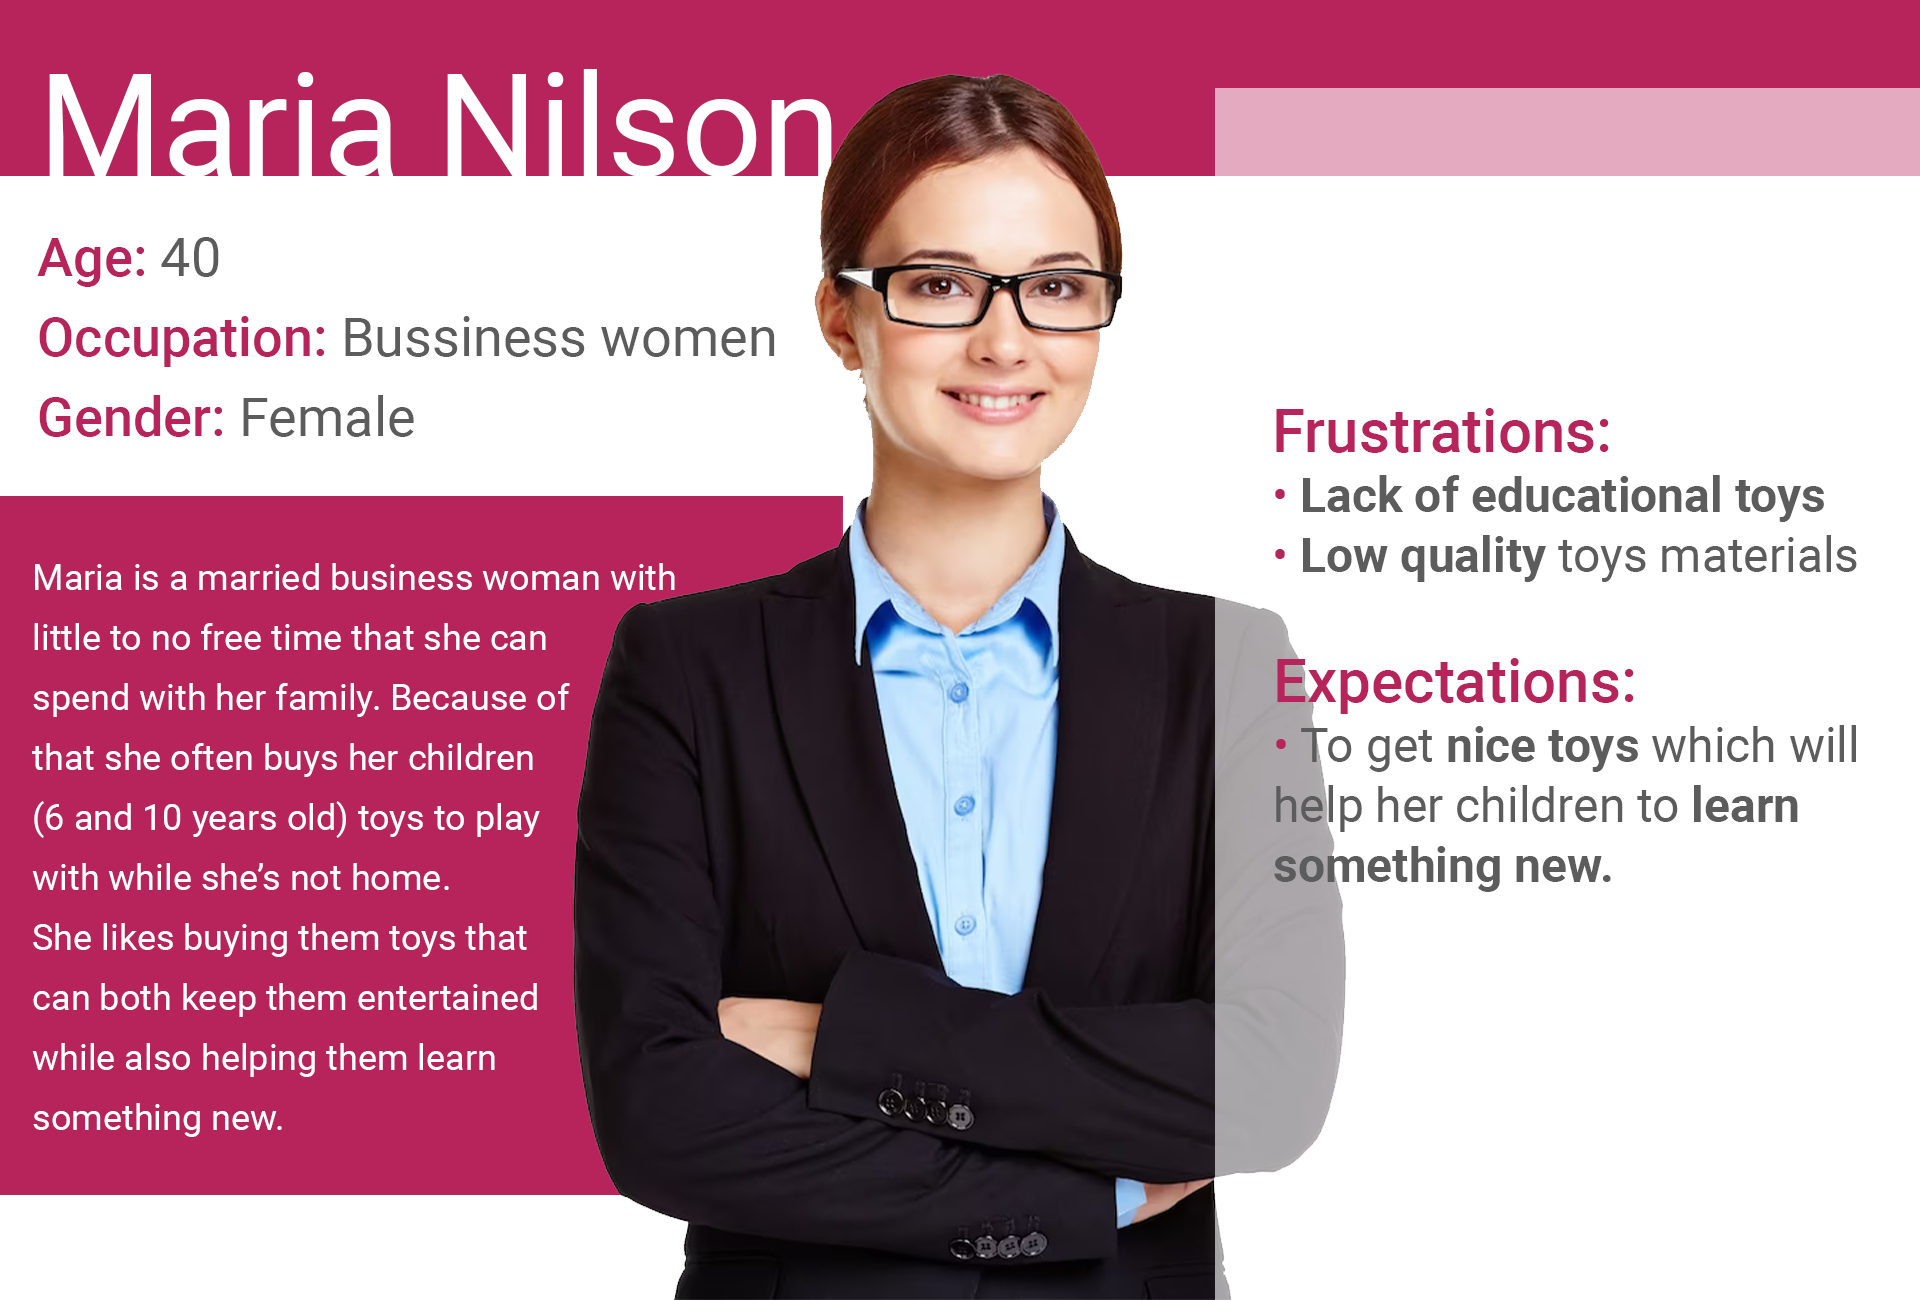 Maria Nilson
Age: 40
Occupation: Bussiness women
Gender: Female
Maria is a married business woman with
little to no free time that she can
spend with her family. Because of
that she often buys her children
(6 and 10 years old) toys to play
with while she’s not home.
She likes buying them toys that
can both keep them entertained
while also helping them learn
something new.
Frustrations:
• Lack of educational toys
• Low quality toys materials
Expectations:
• To get nice toys which will
help her children to learn
something new.